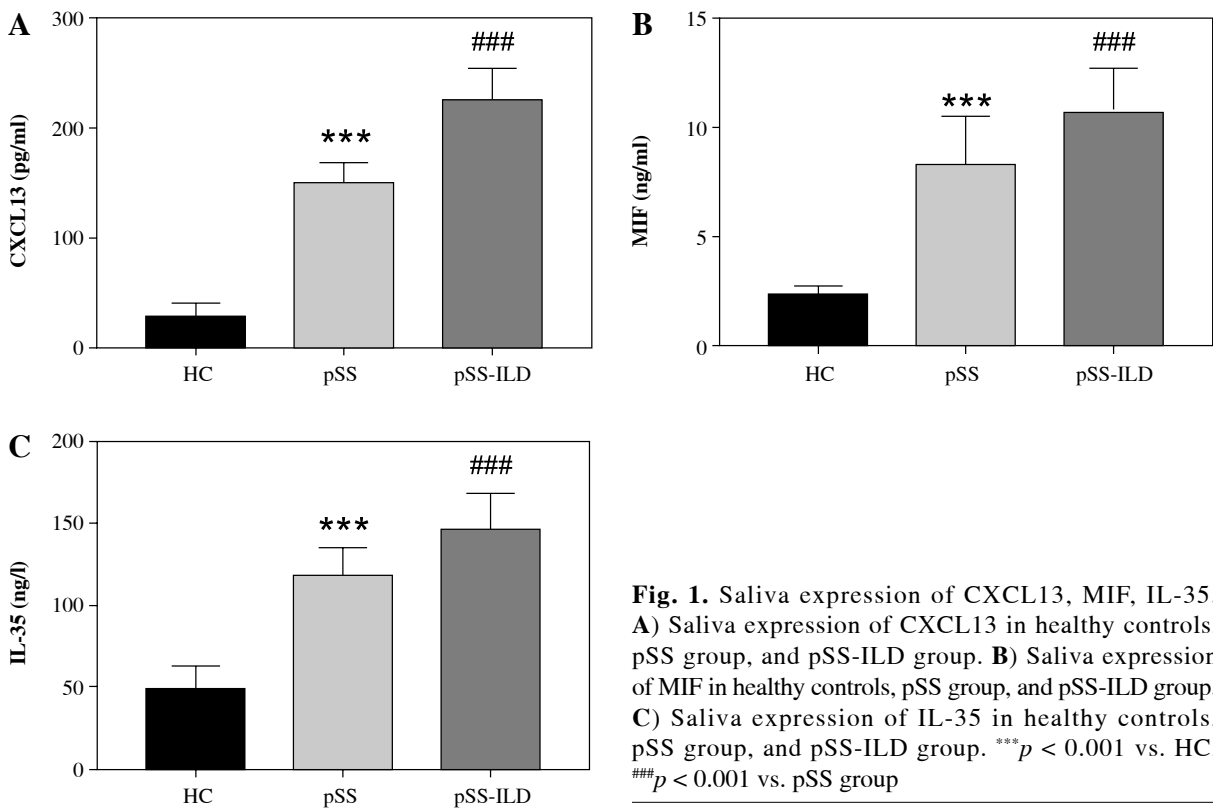 A
300
200
100
0
CXCL13 (pg/ml)
***
###
HC pSS pSS-ILD
B
15
10
5
0
MIF (ng/ml)
***
###
HC pSS pSS-ILD
C
200
150
100
50
0
IL-35 (ng/l)
***
###
HC pSS pSS-ILD
Fig. 1. Saliva expression of CXCL13, MIF, IL-35.
A) Saliva expression of CXCL13 in healthy controls,
pSS group, and pSS-ILD group. B) Saliva expression
of MIF in healthy controls, pSS group, and pSS-ILD group.
C) Saliva expression of IL-35 in healthy controls,
pSS group, and pSS-ILD group. ***p < 0.001 vs. HC,
###p < 0.001 vs. pSS group